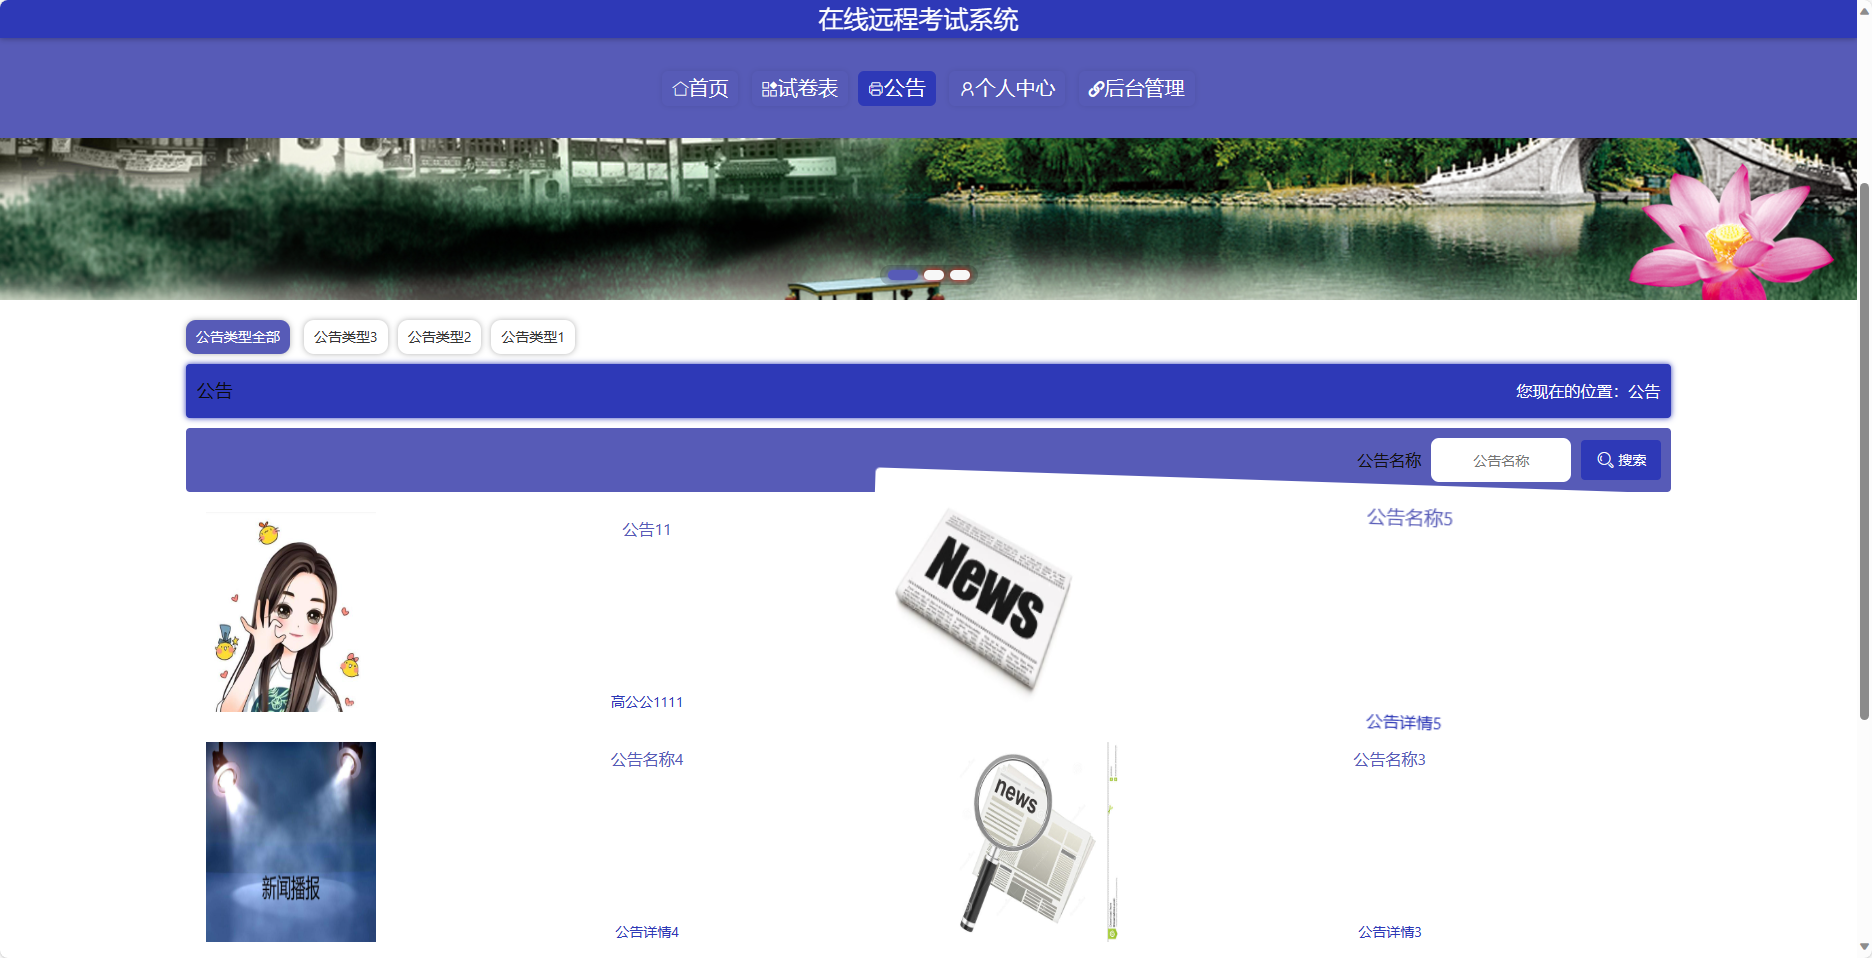 在线远程考试系统
首页 试卷表 公告 个人中心 后台管理
公告类型全部 公告类型3 公告类型2 公告类型1
公告 您现在的位置：公告
公告名称 公告名称 搜索
公告11
News
公告名称5
高公公1111
公告详情5
公告名称4
news
公告名称3
新闻播报
公告详情4
公告详情3